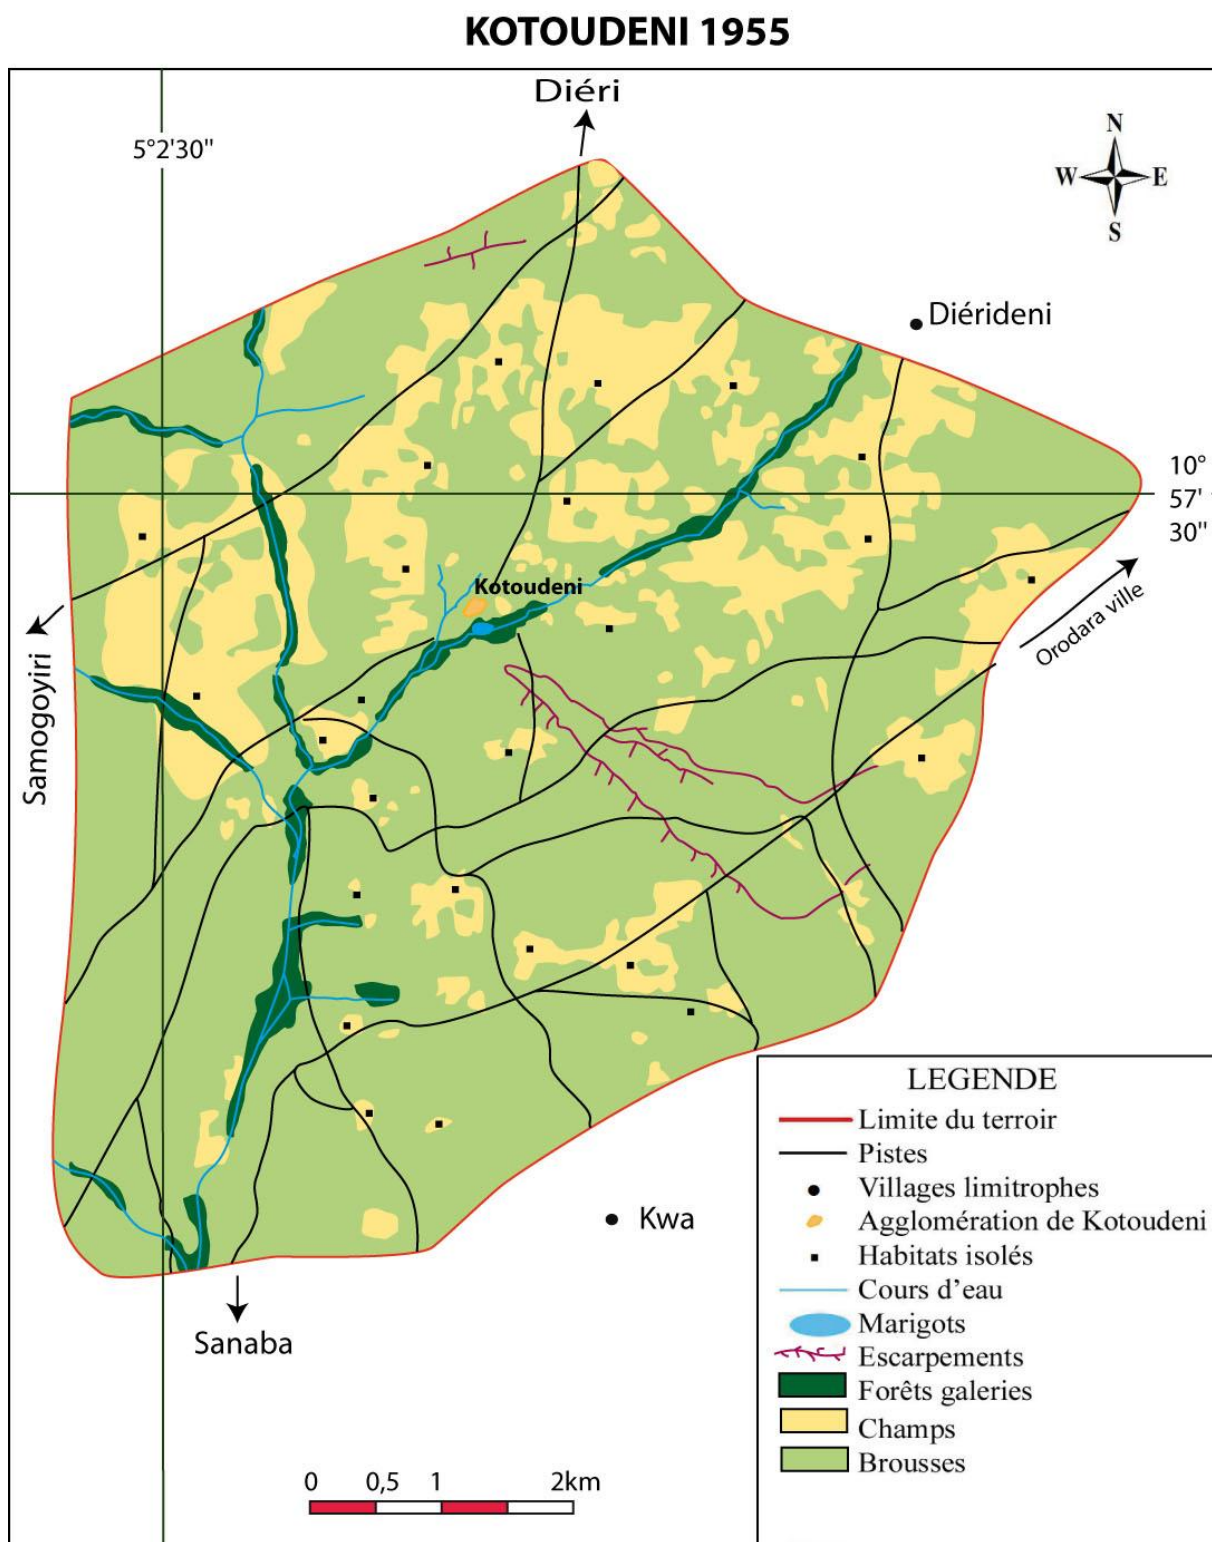 KOTOUDENI 1955
Diéri
5°2'30"
N
W E
S
Diérideni
10°
57'
30"
Kotoudeni
Orodara ville
Samogoyiri
Kwa
Sanaba
LEGENDE
Limite du terroir
Pistes
Villages limitrophes
Agglomération de Kotoudeni
Habitats isolés
Cours d'eau
Marigots
Escarpements
Forêts galeries
Champs
Brousses
0 0,5 1 2km